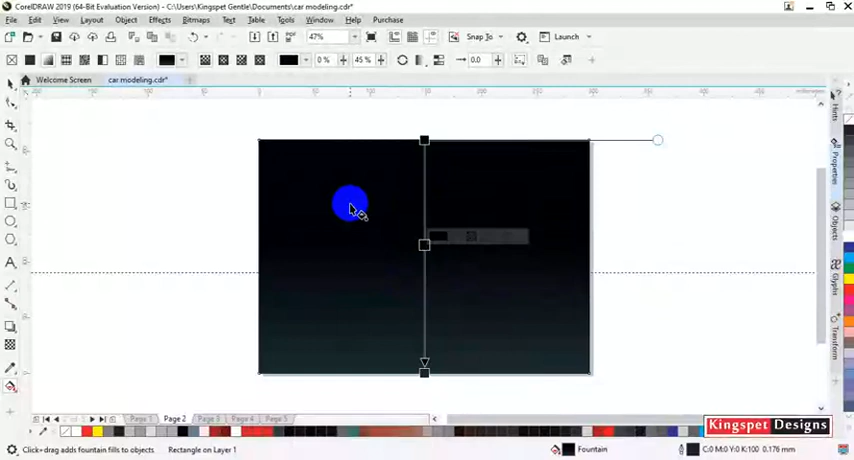 CorelDRAW 2019 (64-Bit Evaluation Version) - C:\Users\Kingspet Gentle\Documents\car modeling.cdr*
File Edit View Layout Object Effects Bitmaps Text Table Tools Window Help Purchase
47% Snap To Launch
0 % 45 % 0.0
Welcome Screen car modeling.cdr*
Hints
Properties
Objects
Glyphs
Transform
Page 1 Page 2 Page 3 Page 4 Page 5
Kingspet Designs
Click+drag adds fountain fills to objects Rectangle on Layer 1 Fountain C:0 M:0 Y:0 K:100 0.176 mm